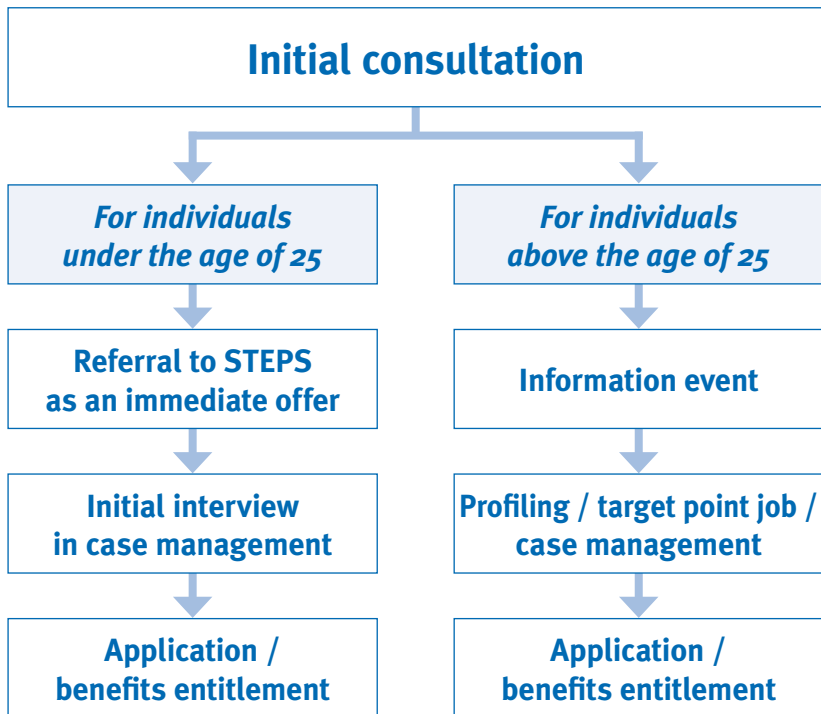 Initial consultation
For individuals
under the age of 25
For individuals
above the age of 25
Referral to STEPS
as an immediate offer
Information event
Initial interview
in case management
Profiling / target point job /
case management
Application /
benefits entitlement
Application /
benefits entitlement